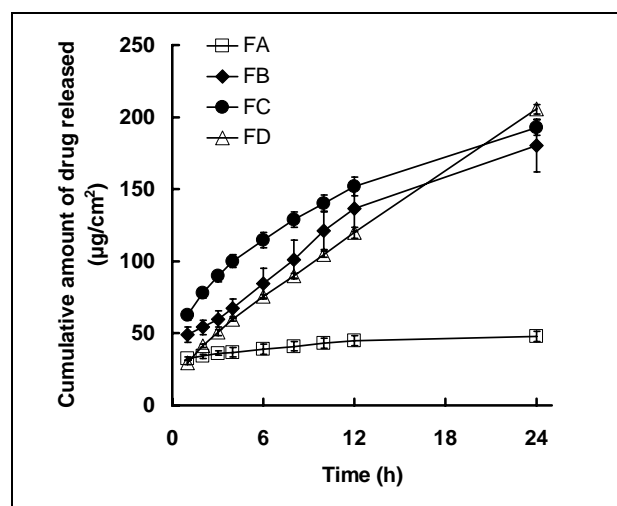 FA
FB
FC
FD
Cumulative amount of drug released
(µg/cm²)
250
200
150
100
50
0
0
6
12
18
24
Time (h)